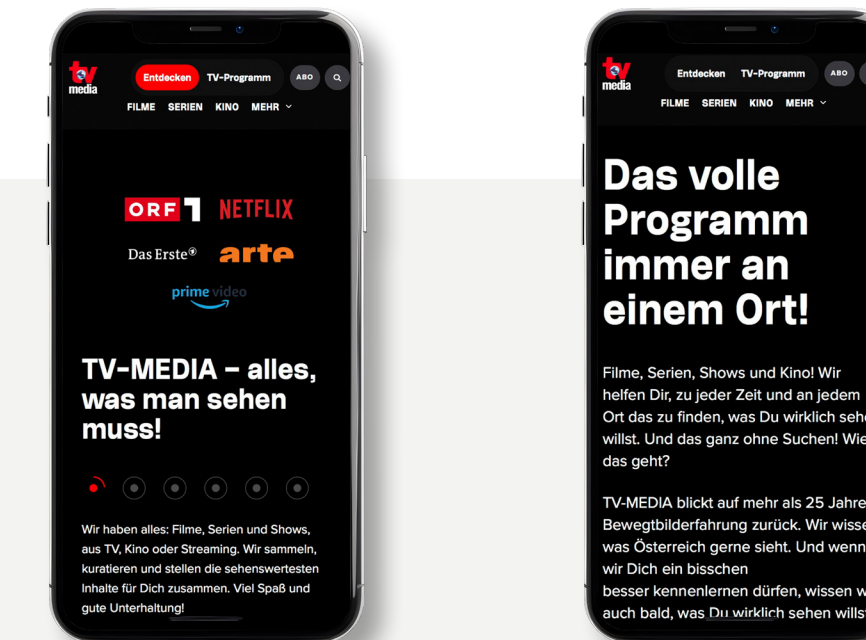 tv
media
Entdecken TV-Programm ABO
FILME SERIEN KINO MEHR
ORF 1 NETFLIX
Das Erste arte
prime video
TV-MEDIA – alles,
was man sehen
muss!
Wir haben alles: Filme, Serien und Shows,
aus TV, Kino oder Streaming. Wir sammeln,
kuratieren und stellen die sehenswertesten
Inhalte für Dich zusammen. Viel Spaß und
gute Unterhaltung!
tv
media
Entdecken TV-Programm ABO
FILME SERIEN KINO MEHR
Das volle
Programm
immer an
einem Ort!
Filme, Serien, Shows und Kino! Wir
helfen Dir, zu jeder Zeit und an jedem
Ort das zu finden, was Du wirklich seh
willst. Und das ganz ohne Suchen! Wie
das geht?
TV-MEDIA blickt auf mehr als 25 Jahre
Bewegtbilderfahrung zurück. Wir wisse
was Österreich gerne sieht. Und wenn
wir Dich ein bisschen
besser kennenlernen dürfen, wissen w
auch bald, was Du wirklich sehen willst